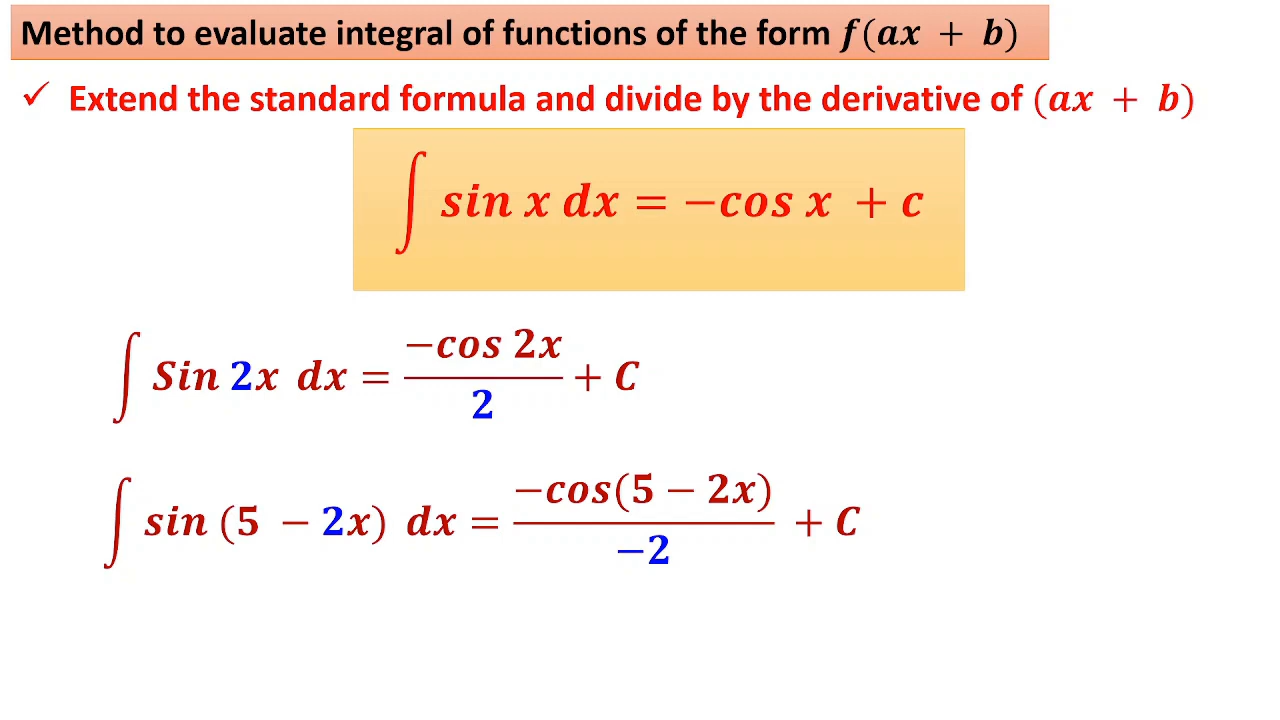 Method to evaluate integral of functions of the form f(ax + b)
✓ Extend the standard formula and divide by the derivative of (ax + b)
∫ sin x dx = −cos x + c
∫ Sin 2x dx = −cos 2x / 2 + C
∫ sin (5 − 2x) dx = −cos(5 − 2x) / −2 + C